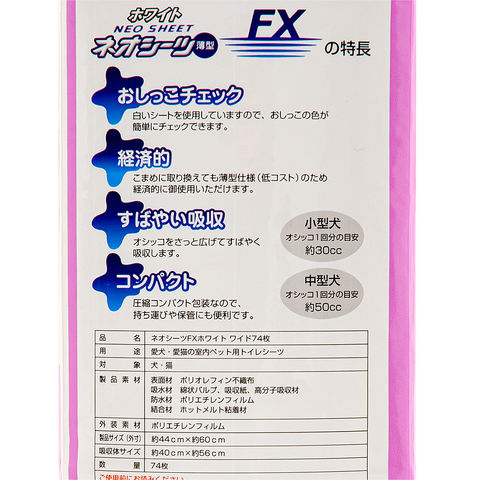 ホワイト
NEO SHEET
ネオシーツ薄型 FXの特長
おしっこチェック
白いシートを使用していますので、おしっこの色が
簡単にチェックできます。
経済的
こまめに取り換えても薄型仕様(低コスト)のため
経済的に御使用いただけます。
すばやい吸収
オシッコをさっと広げてすばやく
吸収します。
小型犬
オシッコ1回分の目安
約30cc
コンパクト
圧縮コンパクト包装なので、
持ち運びや保管にも便利です。
中型犬
オシッコ1回分の目安
約50cc
品名 ネオシーツFXホワイト ワイド74枚
用途 愛犬・愛猫の室内ペット用トイレシーツ
対象 犬・猫
製品素材 表面材 ポリオレフィン不織布
吸水材 綿状パルプ、吸収紙、高分子吸収材
防水材 ポリエチレンフィルム
結合材 ホットメルト粘着材
外装素材 ポリエチレンフィルム
製品サイズ(外寸) 約44cm×約60cm
吸収体サイズ 約40cm×約56cm
数量 74枚
ご使用前にお読みください